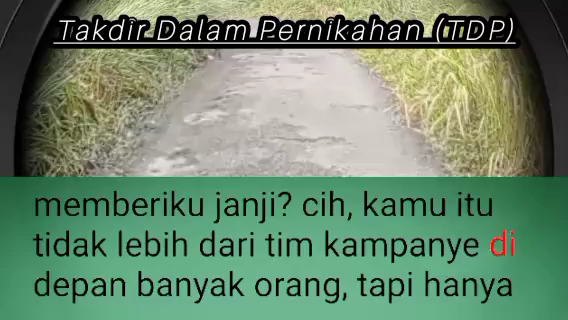 Takdir Dalam Pernikahan (TDP)
memberiku janji? cih, kamu itu
tidak lebih dari tim kampanye di
depan banyak orang, tapi hanya